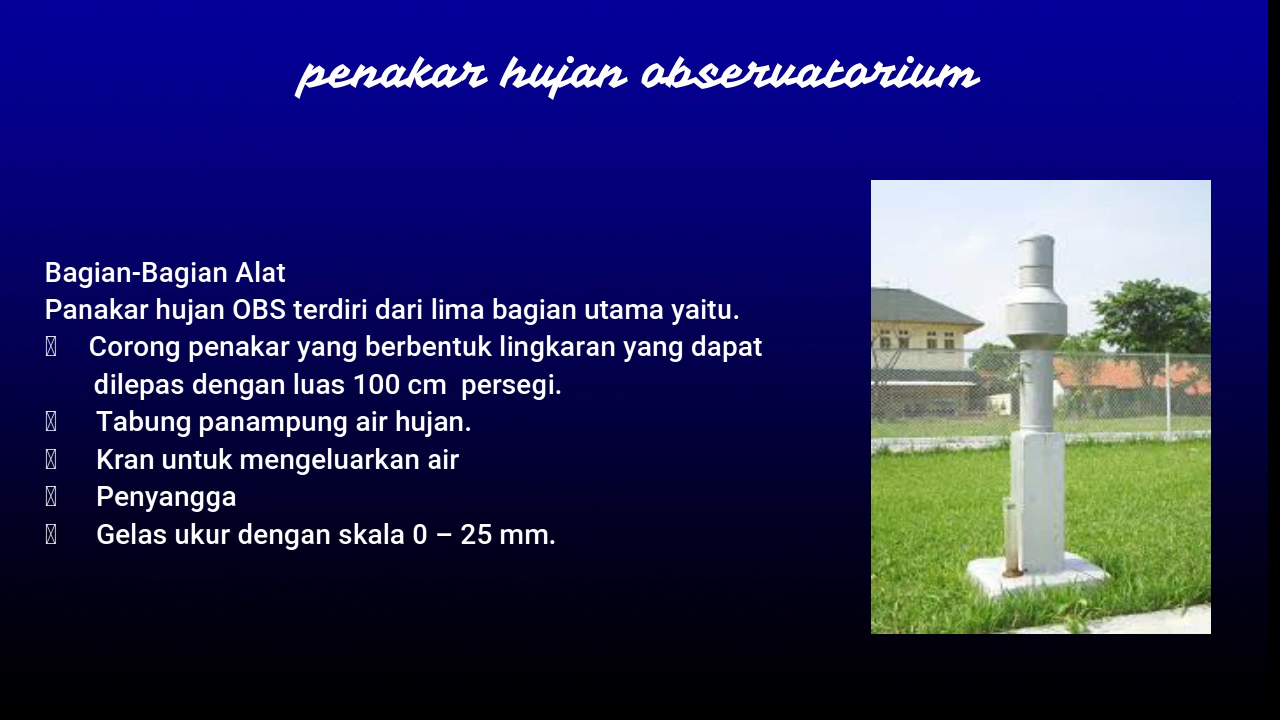 penakar hujan observatorium
Bagian-Bagian Alat
Panakar hujan OBS terdiri dari lima bagian utama yaitu.
Corong penakar yang berbentuk lingkaran yang dapat
dilepas dengan luas 100 cm  persegi.
Tabung panampung air hujan.
Kran untuk mengeluarkan air
Penyangga
Gelas ukur dengan skala 0 – 25 mm.